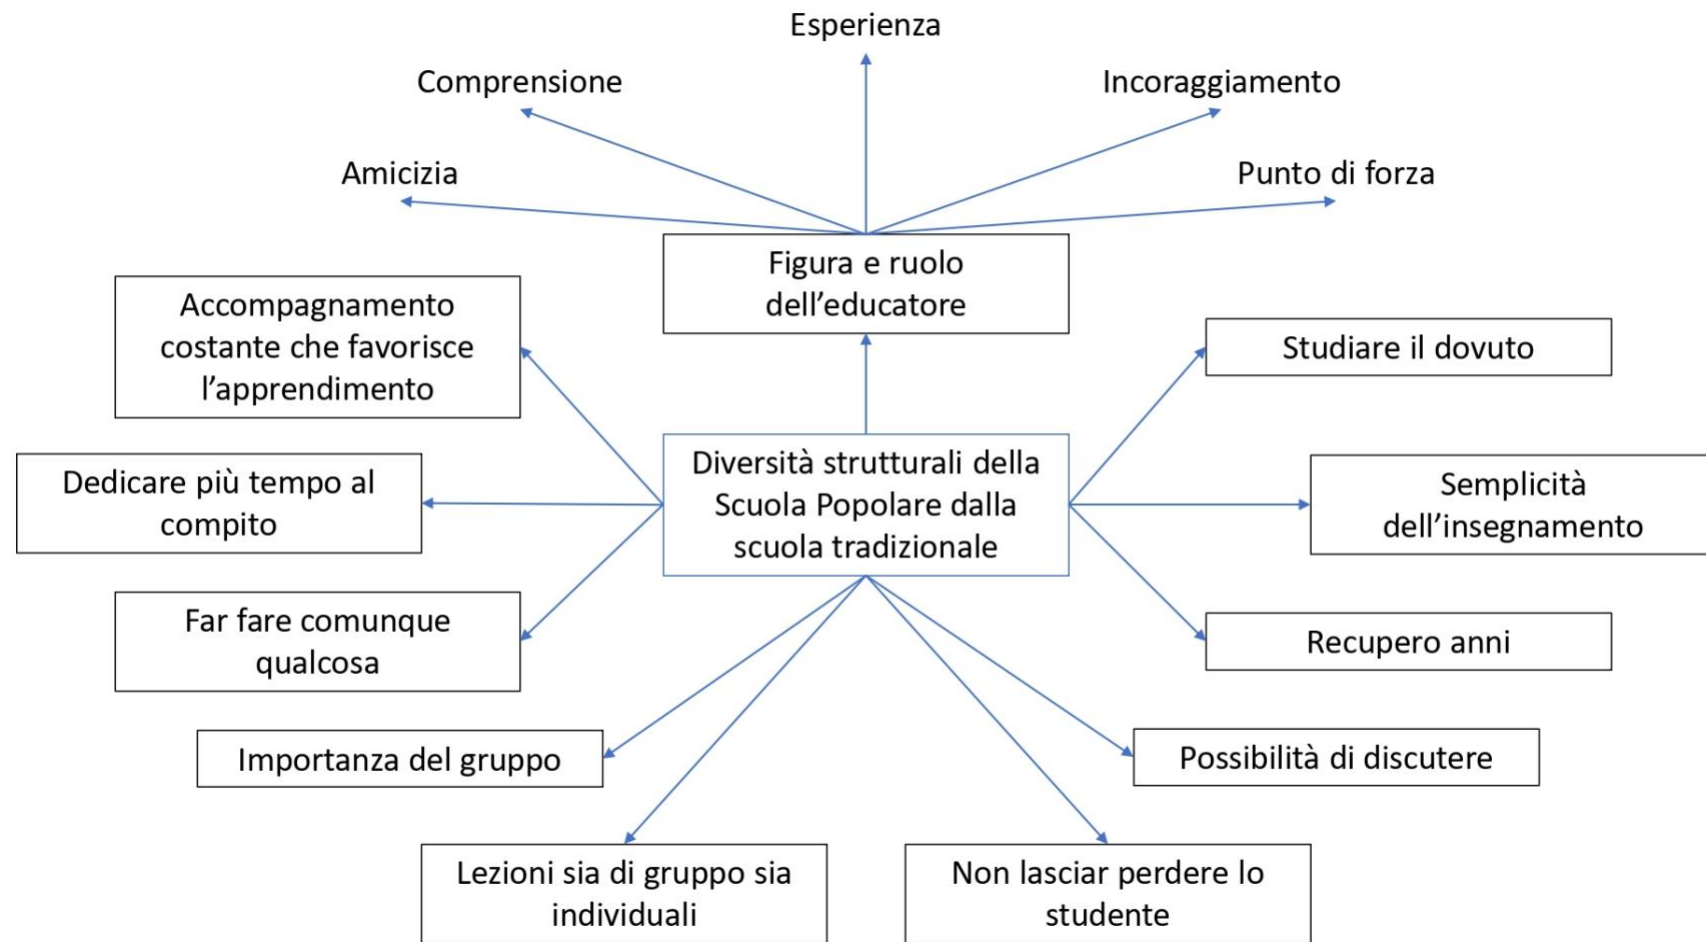 Esperienza
Comprensione
Incoraggiamento
Amicizia
Punto di forza
Figura e ruolo
dell’educatore
Accompagnamento
costante che favorisce
l’apprendimento
Studiare il dovuto
Diversità strutturali della
Scuola Popolare dalla
scuola tradizionale
Dedicare più tempo al
compito
Semplicità
dell’insegnamento
Far fare comunque
qualcosa
Recupero anni
Importanza del gruppo
Possibilità di discutere
Lezioni sia di gruppo sia
individuali
Non lasciar perdere lo
studente